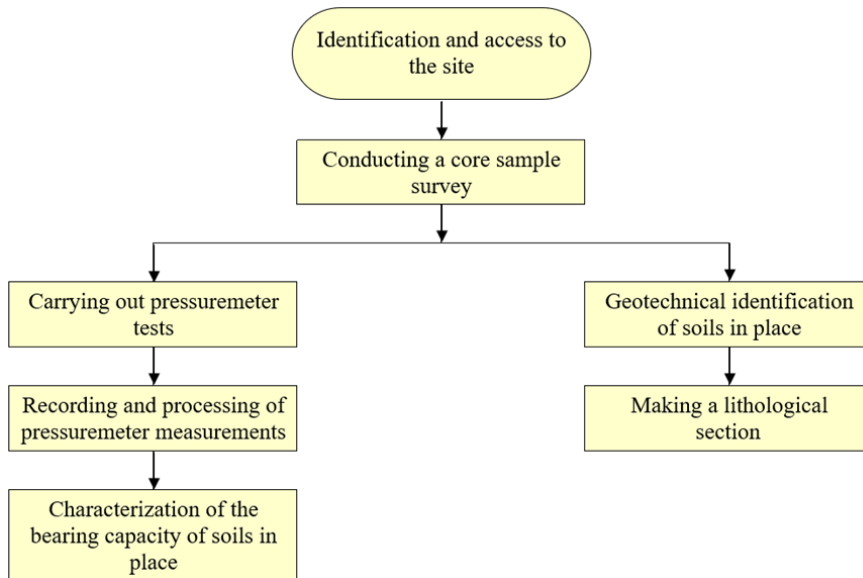 Identification and access to
the site
Conducting a core sample
survey
Carrying out pressuremeter
tests
Geotechnical identification
of soils in place
Recording and processing of
pressuremeter measurements
Making a lithological
section
Characterization of the
bearing capacity of soils in
place